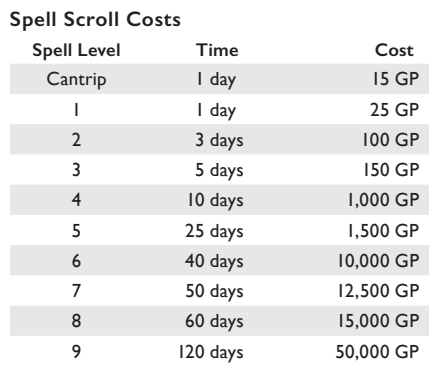 Spell Scroll Costs
Spell Level Time Cost
Cantrip 1 day 15 GP
1 1 day 25 GP
2 3 days 100 GP
3 5 days 150 GP
4 10 days 1,000 GP
5 25 days 1,500 GP
6 40 days 10,000 GP
7 50 days 12,500 GP
8 60 days 15,000 GP
9 120 days 50,000 GP